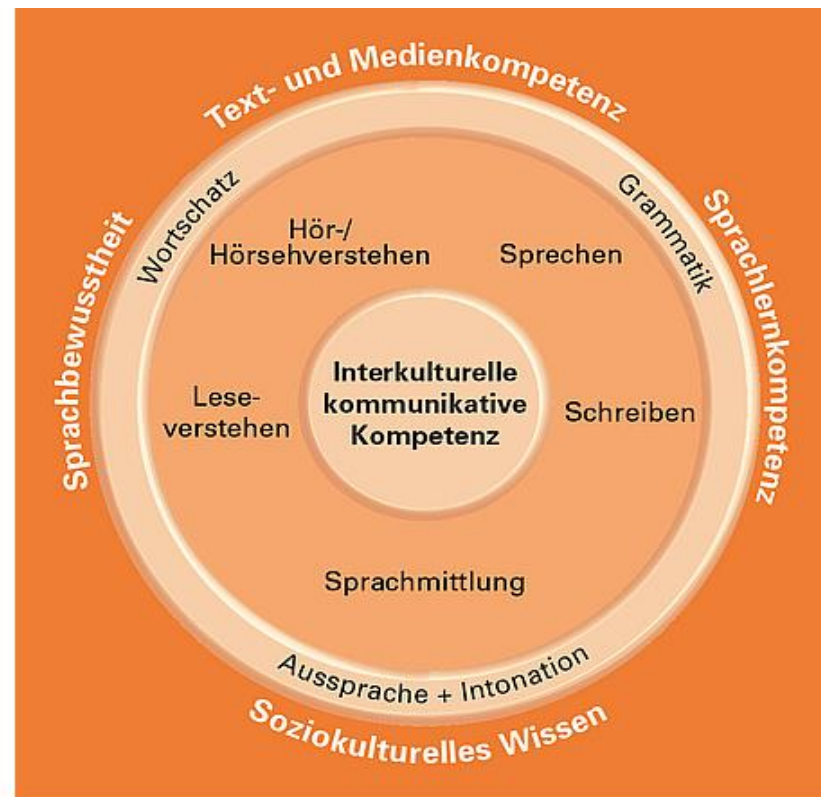 Text- und Medienkompetenz
Sprachbewusstheit
Sprachlernkompetenz
Wortschatz
Grammatik
Hör-/
Hörsehverstehen
Sprechen
Lese-
verstehen
Interkulturelle
kommunikative
Kompetenz
Schreiben
Sprachmittlung
Aussprache + Intonation
Soziokulturelles Wissen